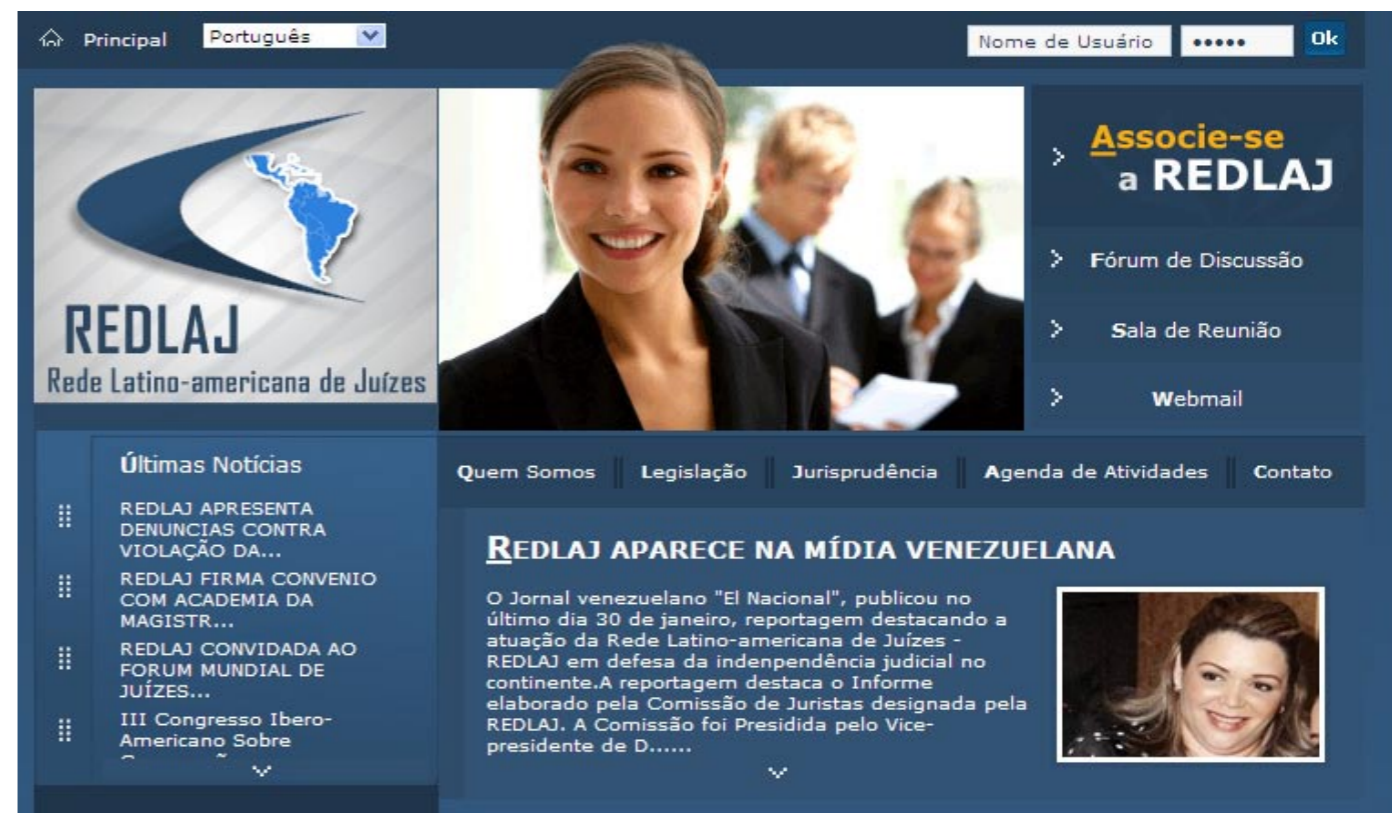 Principal
Português
Nome de Usuário
•••••
Ok
REDLAJ
Rede Latino-americana de Juízes
Associe-se
a REDLAJ
Fórum de Discussão
Sala de Reunião
Webmail
Últimas Notícias
REDLAJ APRESENTA
DENUNCIAS CONTRA
VIOLAÇÃO DA...
REDLAJ FIRMA CONVENIO
COM ACADEMIA DA
MAGISTR...
REDLAJ CONVIDADA AO
FORUM MUNDIAL DE
JUÍZES...
III Congresso Ibero-
Americano Sobre
Quem Somos
Legislação
Jurisprudência
Agenda de Atividades
Contato
REDLAJ APARECE NA MÍDIA VENEZUELANA
O Jornal venezuelano "El Nacional", publicou no
último dia 30 de janeiro, reportagem destacando a
atuação da Rede Latino-americana de Juízes -
REDLAJ em defesa da indenpendência judicial no
continente.A reportagem destaca o Informe
elaborado pela Comissão de Juristas designada pela
REDLAJ. A Comissão foi Presidida pelo Vice-
presidente de D......